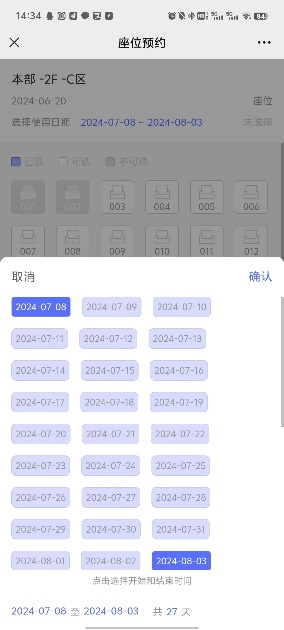 14:34
5G 5G 84
座位预约
本部 -2F -C区
2024-06-20 座位
选择使用日期 2024-07-08 ~ 2024-08-03 未选择
已选 可选 不可选
001 002 003 004 005 006
007 008 009 010 011 012
取消 确认
2024-07-08 2024-07-09 2024-07-10
2024-07-11 2024-07-12 2024-07-13
2024-07-14 2024-07-15 2024-07-16
2024-07-17 2024-07-18 2024-07-19
2024-07-20 2024-07-21 2024-07-22
2024-07-23 2024-07-24 2024-07-25
2024-07-26 2024-07-27 2024-07-28
2024-07-29 2024-07-30 2024-07-31
2024-08-01 2024-08-02 2024-08-03
点击选择开始和结束时间
2024-07-08 至 2024-08-03 共 27 天